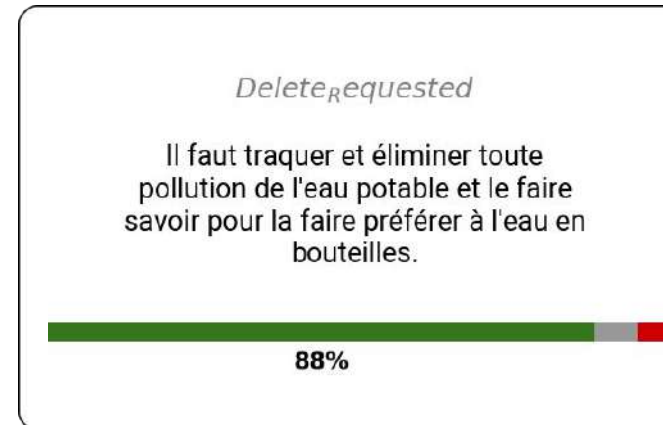 Delete_Requested
Il faut traquer et éliminer toute
pollution de l'eau potable et le faire
savoir pour la faire préférer à l'eau en
bouteilles.
88%